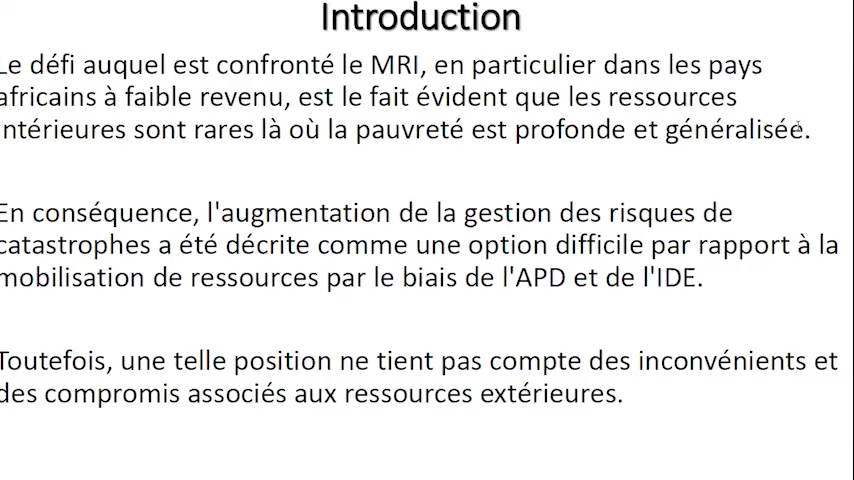 Introduction
Le défi auquel est confronté le MRI, en particulier dans les pays
africains à faible revenu, est le fait évident que les ressources
intérieures sont rares là où la pauvreté est profonde et généralisée.
En conséquence, l'augmentation de la gestion des risques de
catastrophes a été décrite comme une option difficile par rapport à la
mobilisation de ressources par le biais de l'APD et de l'IDE.
Toutefois, une telle position ne tient pas compte des inconvénients et
des compromis associés aux ressources extérieures.